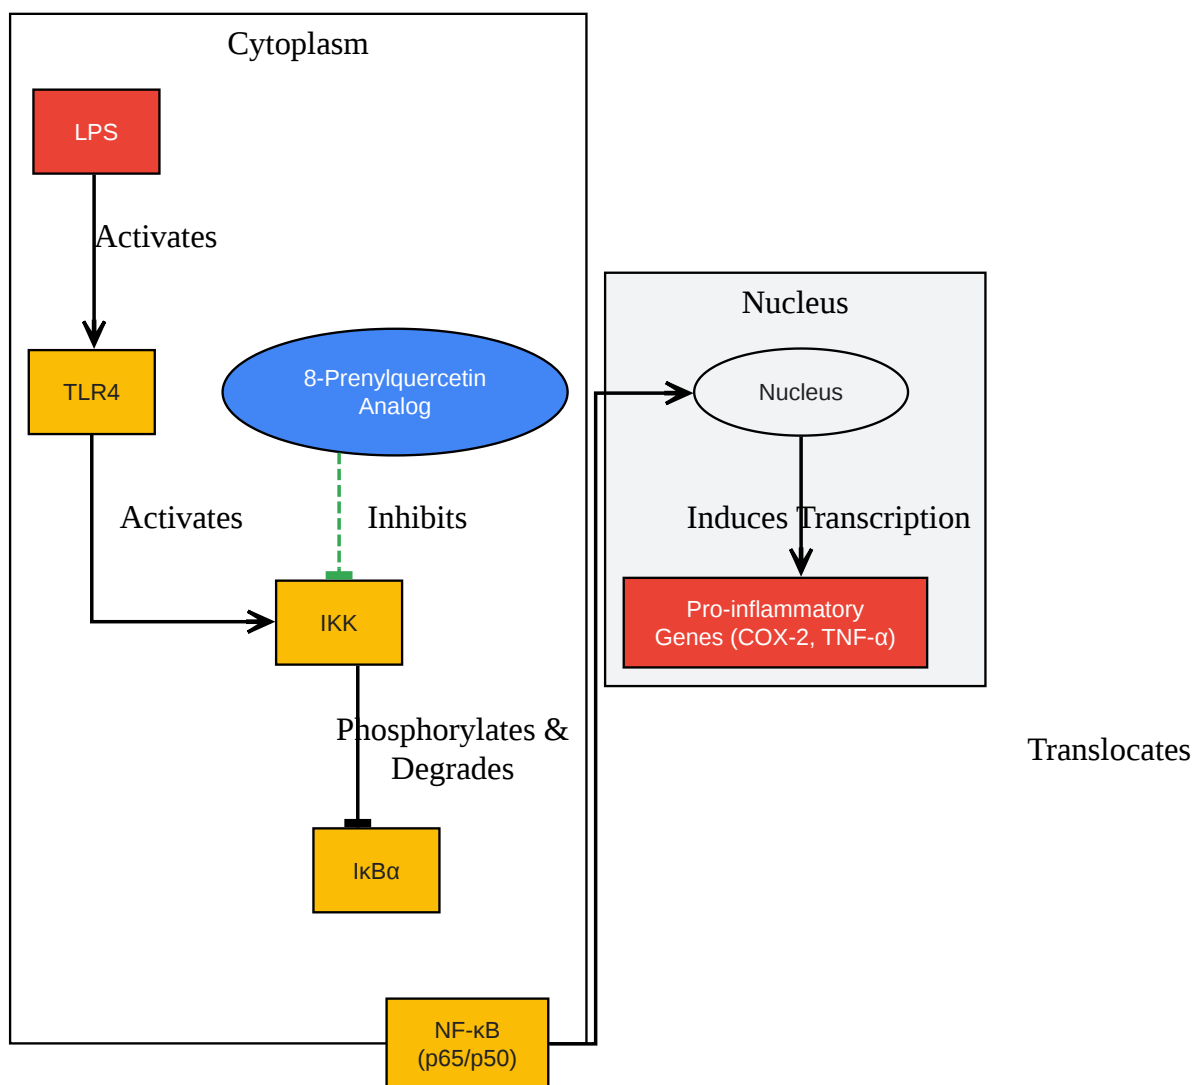 Cytoplasm
LPS
Activates
Nucleus
TLR4
8-Prenylquercetin
Analog
Nucleus
Activates
Inhibits
Induces Transcription
IKK
Pro-inflammatory
Genes (COX-2, TNF-α)
Phosphorylates &
Degrades
Translocates
IκBα
NF-κB
(p65/p50)